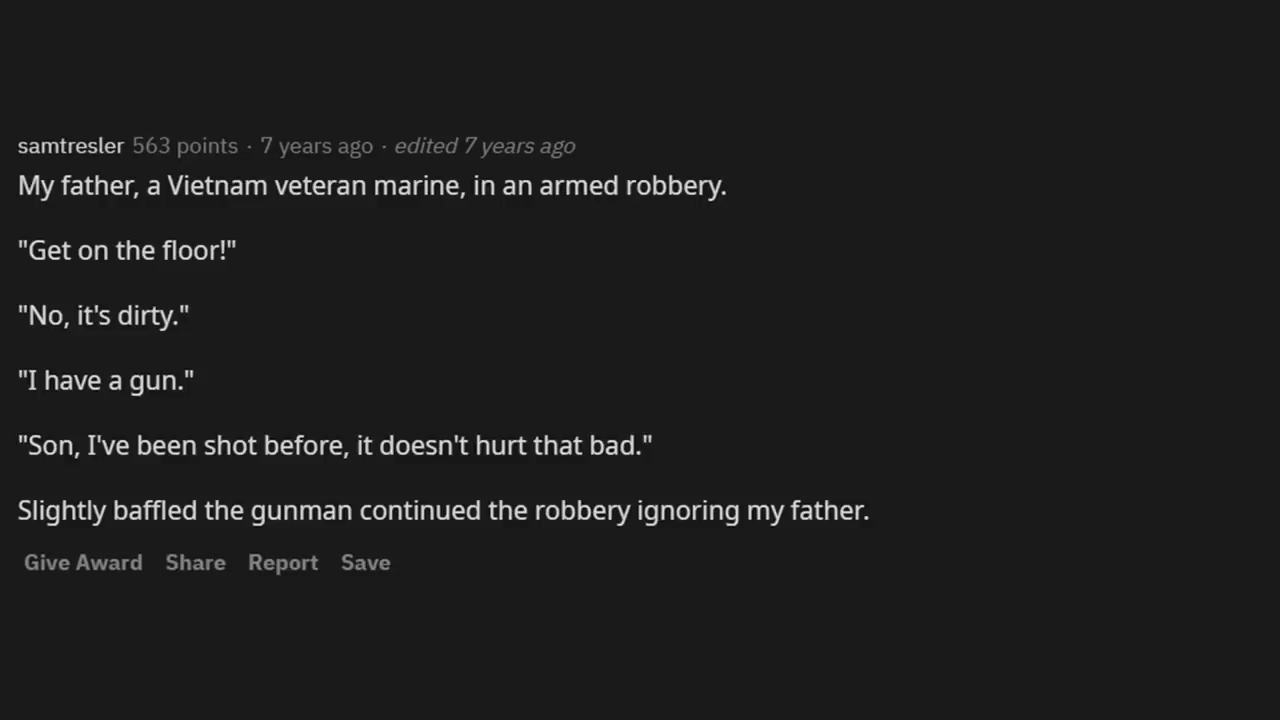 samtresler 563 points · 7 years ago · edited 7 years ago
My father, a Vietnam veteran marine, in an armed robbery.
"Get on the floor!"
"No, it's dirty."
"I have a gun."
"Son, I've been shot before, it doesn't hurt that bad."
Slightly baffled the gunman continued the robbery ignoring my father.
Give Award Share Report Save